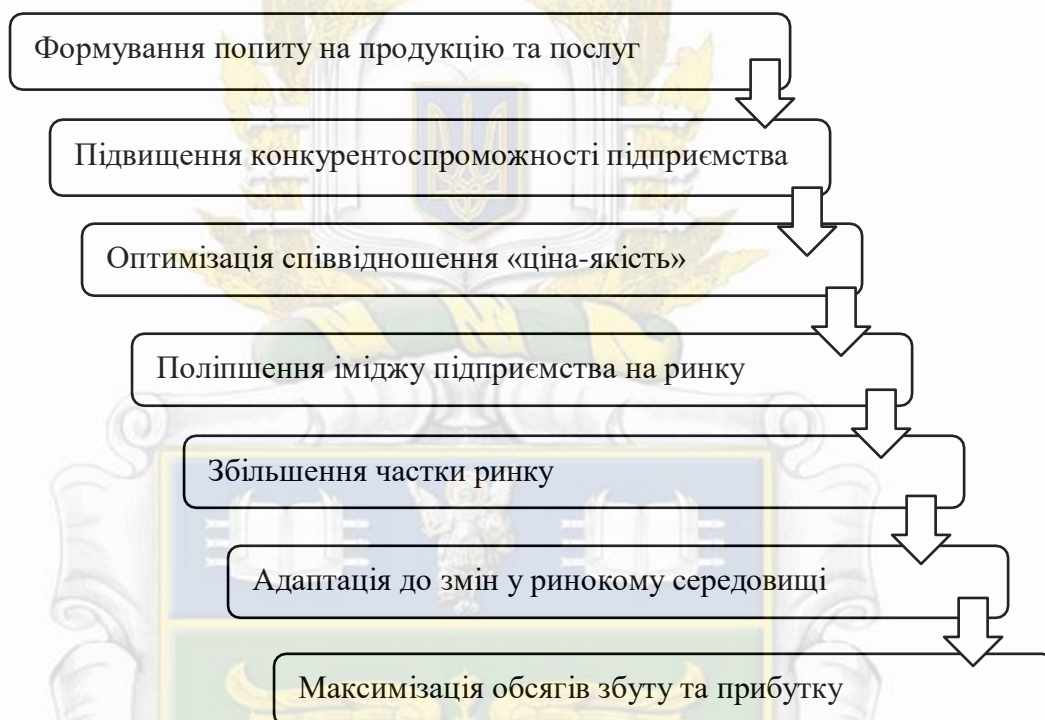 Формування попиту на продукцію та послуг
Підвищення конкурентоспроможності підприємства
Оптимізація співвідношення «ціна-якість»
Поліпшення іміджу підприємства на ринку
Збільшення частки ринку
Адаптація до змін у ринокому середовищі
Максимізація обсягів збуту та прибутку